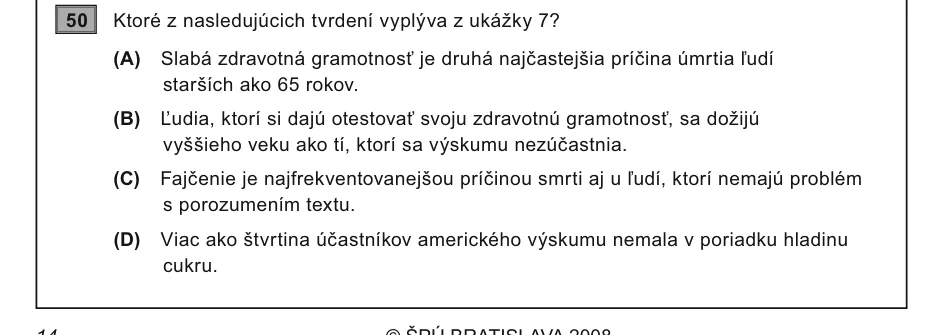 50 Ktoré z nasledujúcich tvrdení vyplýva z ukážky 7?
(A) Slabá zdravotná gramotnosť je druhá najčastejšia príčina úmrtia ľudí
starších ako 65 rokov.
(B) Ľudia, ktorí si dajú otestovať svoju zdravotnú gramotnosť, sa dožijú
vyššieho veku ako tí, ktorí sa výskumu nezúčastnia.
(C) Fajčenie je najfrekventovanejšou príčinou smrti aj u ľudí, ktorí nemajú problém
s porozumením textu.
(D) Viac ako štvrtina účastníkov amerického výskumu nemala v poriadku hladinu
cukru.
14 © ŠPÚ BRATISLAVA 2008